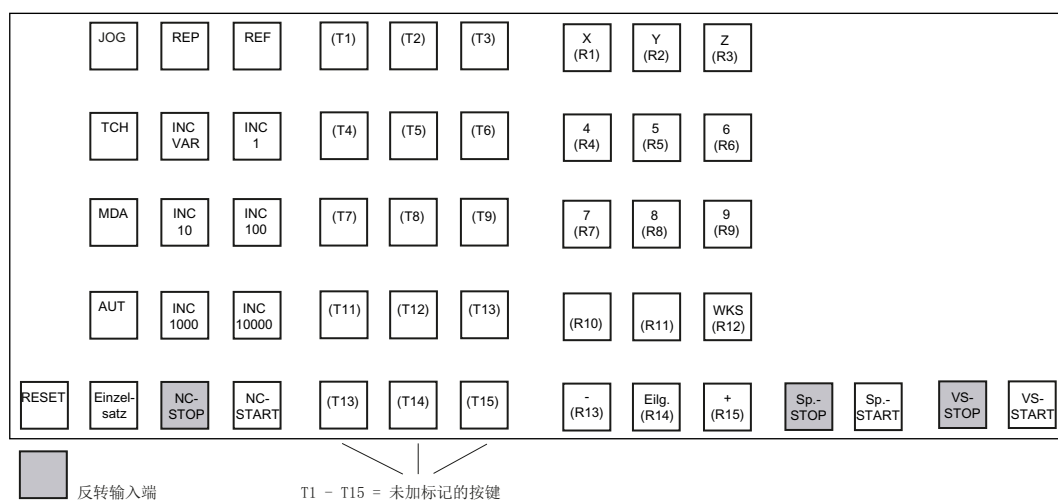 JOG REP REF (T1) (T2) (T3) X Y Z
(R1) (R2) (R3)
TCH INC INC (T4) (T5) (T6) 4 5 6
VAR 1 (R4) (R5) (R6)
MDA INC INC (T7) (T8) (T9) 7 8 9
10 100 (R7) (R8) (R9)
AUT INC INC (T11) (T12) (T13) WKS
1000 10000 (R10) (R11) (R12)
RESET Einzel- NC- NC- (T13) (T14) (T15) - Eilg. + Sp.- Sp.- VS- VS-
satz STOP START (R13) (R14) (R15) STOP START STOP START
反转输入端 T1 - T15 = 未加标记的按键